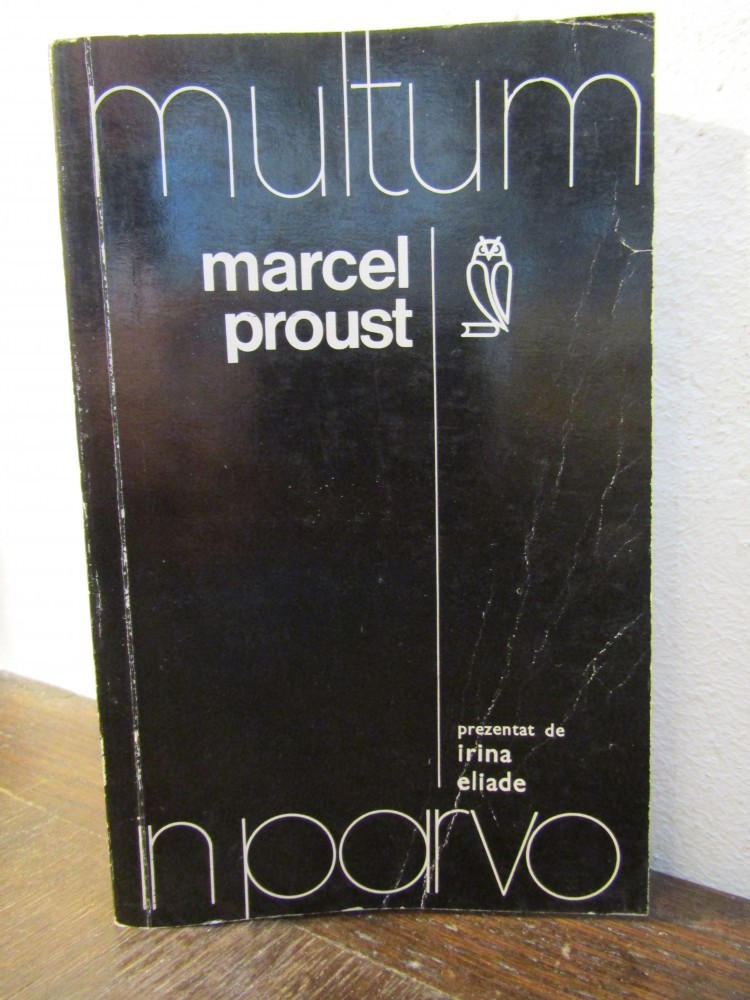 multum
marcel
proust
prezentat de
irina
eliade
in parvo